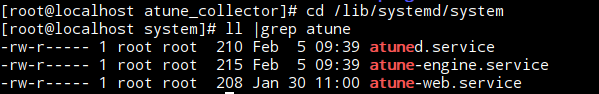 [root@localhost atune_collector]# cd /lib/systemd/system
[root@localhost system]# ll |grep atune
-rw-r----- 1 root root  210 Feb  5 09:39 atuned.service
-rw-r----- 1 root root  215 Feb  5 09:39 atune-engine.service
-rw-r----- 1 root root  208 Jan 30 11:00 atune-web.service